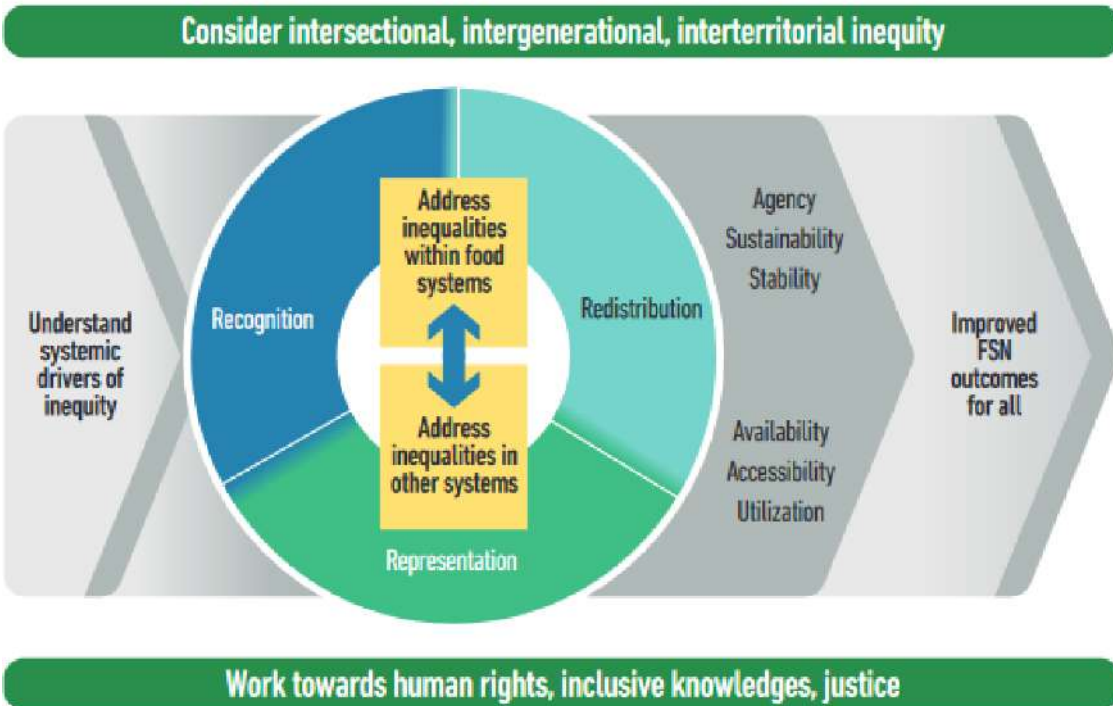 Consider intersectional, intergenerational, interterritorial inequity
Understand
systemic
drivers of
inequity
Recognition
Address
inequalities
within food
systems
Address
inequalities in
other systems
Redistribution
Representation
Agency
Sustainability
Stability
Availability
Accessibility
Utilization
Improved
FSN
outcomes
for all
Work towards human rights, inclusive knowledges, justice